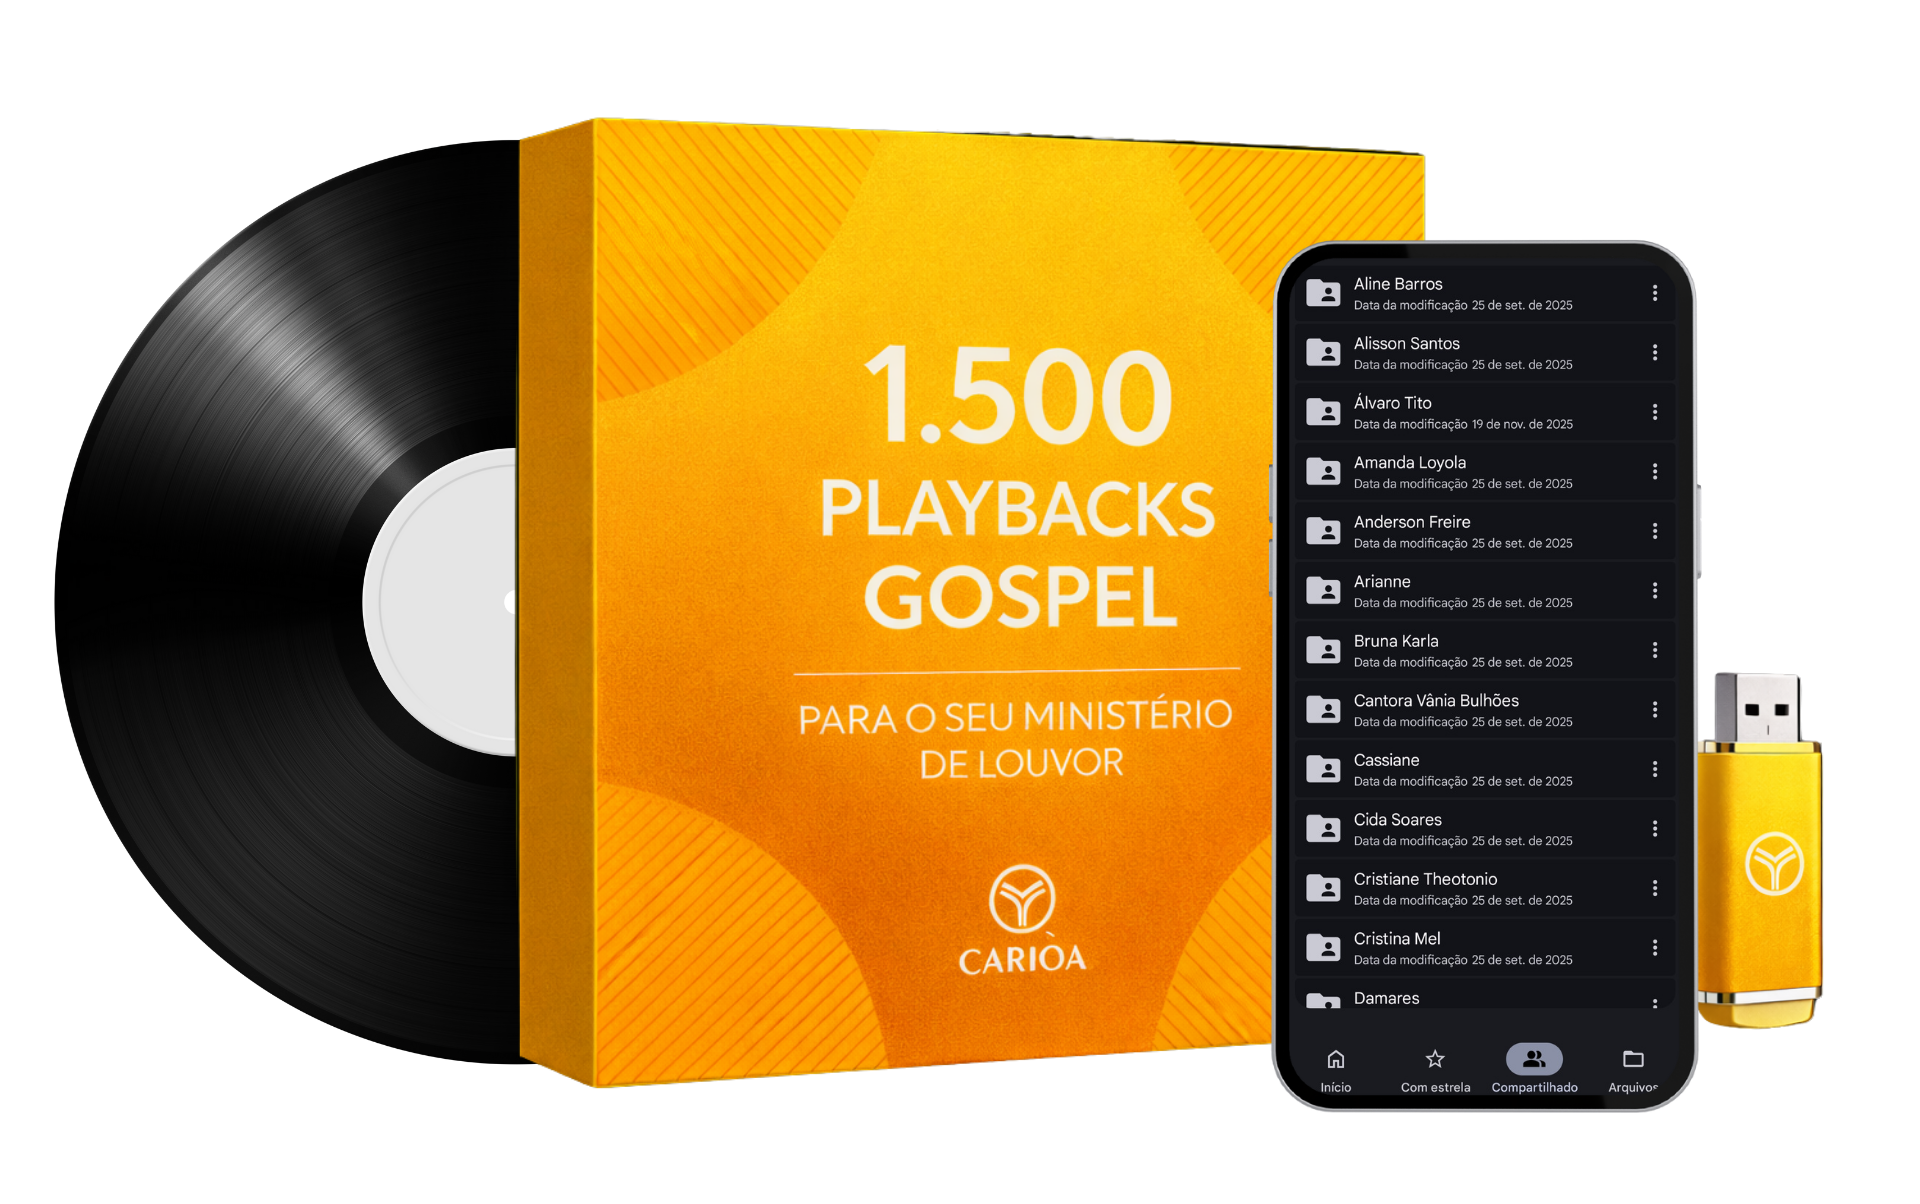 1.500
PLAYBACKS
GOSPEL
PARA O SEU MINISTÉRIO
DE LOUVOR
CARIÒA
Aline Barros
Data da modificação 25 de set. de 2025
Alisson Santos
Data da modificação 25 de set. de 2025
Álvaro Tito
Data da modificação 19 de nov. de 2025
Amanda Loyola
Data da modificação 25 de set. de 2025
Anderson Freire
Data da modificação 25 de set. de 2025
Arianne
Data da modificação 25 de set. de 2025
Bruna Karla
Data da modificação 25 de set. de 2025
Cantora Vânia Bulhões
Data da modificação 25 de set. de 2025
Cassiane
Data da modificação 25 de set. de 2025
Cida Soares
Data da modificação 25 de set. de 2025
Cristiane Theotonio
Data da modificação 25 de set. de 2025
Cristina Mel
Data da modificação 25 de set. de 2025
Damares
Início
Com estrela
Compartilhado
Arquivos